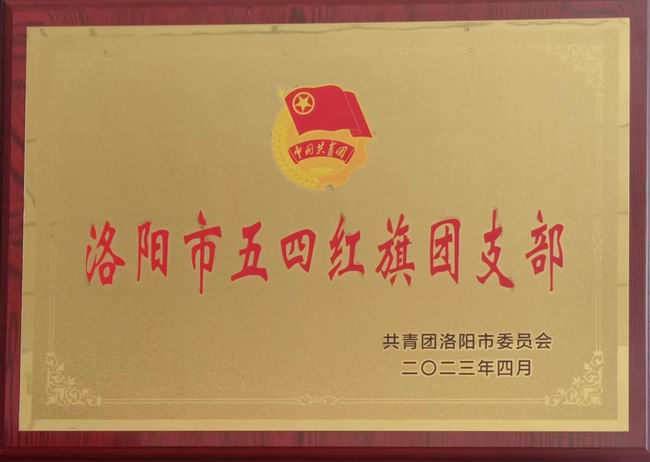 中国共青团
洛阳市五四红旗团支部
共青团洛阳市委员会
二〇二三年四月